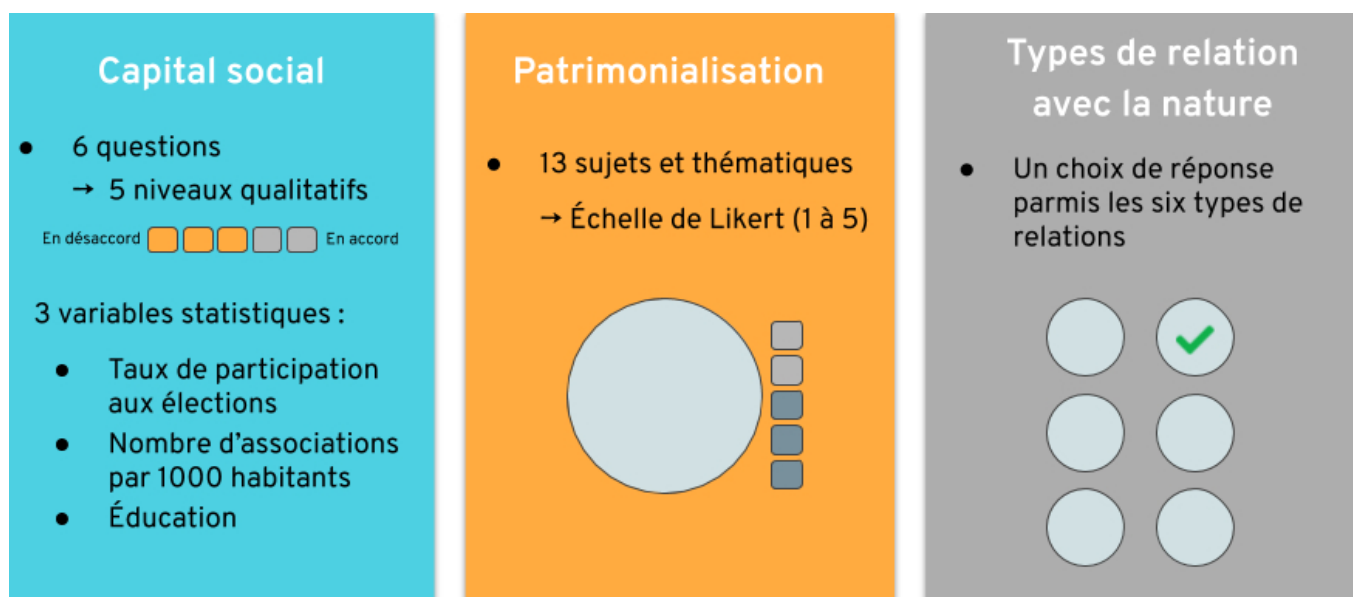 Capital social
● 6 questions
→ 5 niveaux qualitatifs
En désaccord En accord
3 variables statistiques :
● Taux de participation
aux élections
● Nombre d'associations
par 1000 habitants
● Éducation
Patrimonialisation
● 13 sujets et thématiques
→ Échelle de Likert (1 à 5)
Types de relation
avec la nature
● Un choix de réponse
parmis les six types de
relations